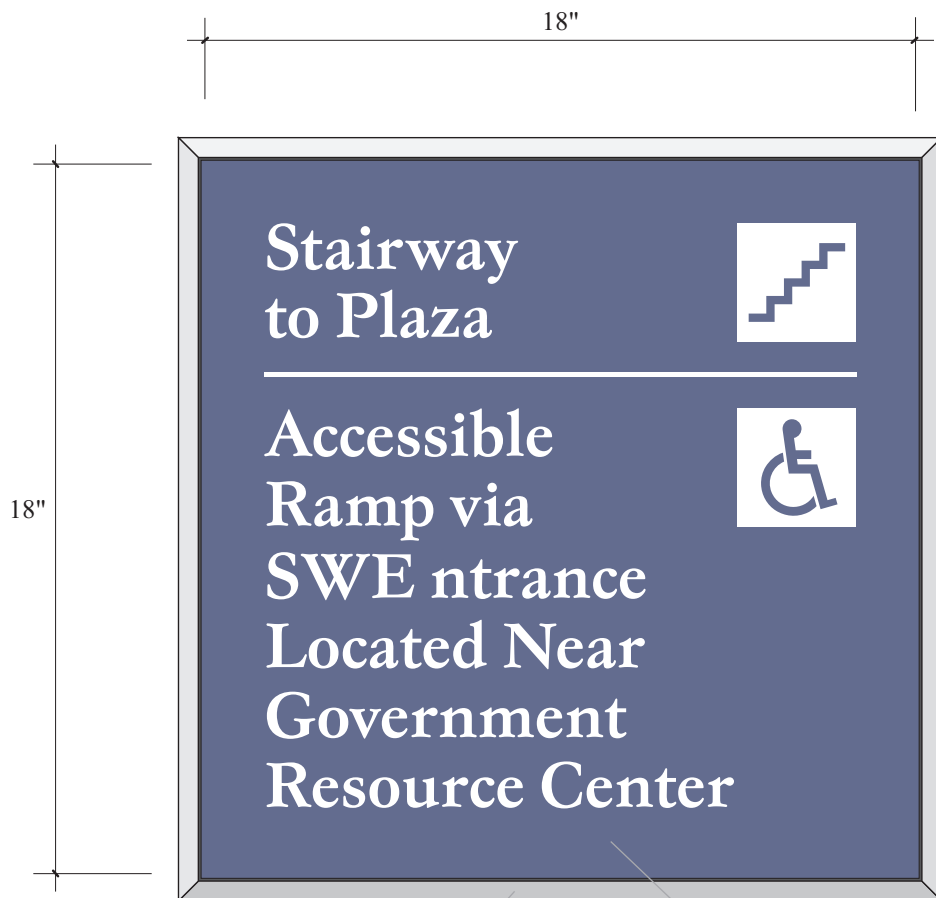 18"
Stairway
to Plaza
Accessible
Ramp via
SWE ntrance
Located Near
Government
Resource Center
18"